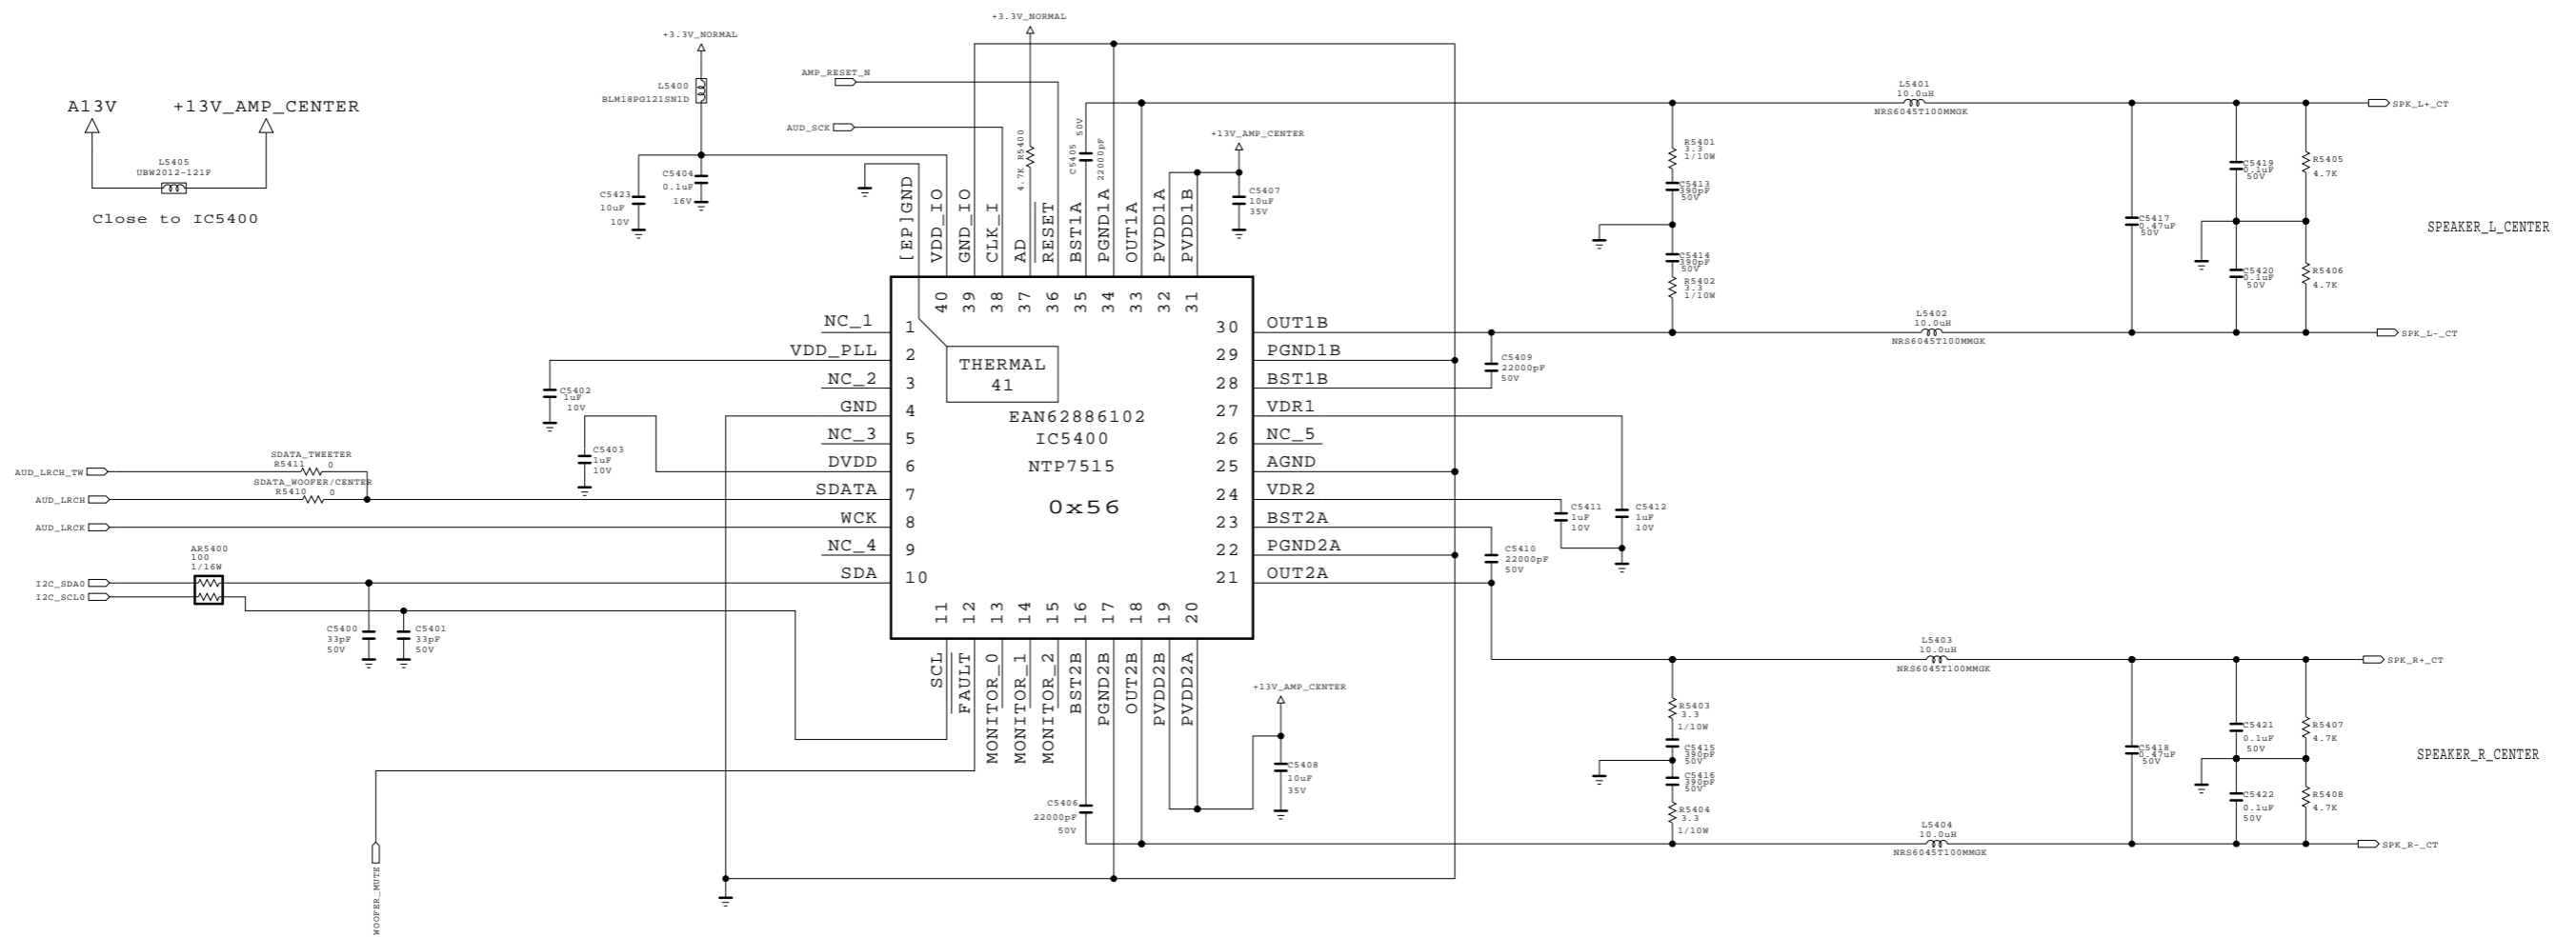 +3.3V_NORMAL
+3.3V_NORMAL
L5400
BLM18PG121SN1D
AMP_RESET_N
AUD_SCK
A13V
+13V_AMP_CENTER
L5405
UBW2012-121F
Close to IC5400
C5423
10uF
10V
C5404
0.1uF
16V
4.7K R5400
C5405 50V
22000pF
+13V_AMP_CENTER
C5407
10uF
35V
[EP]GND
VDD_IO
GND_IO
CLK_I
AD
RESET
BST1A
PGND1A
OUT1A
PVDD1A
PVDD1B
40
39
38
37
36
35
34
33
32
31
L5401
10.0uH
NRS6045T100MMGK
SPK_L+_CT
R5401
3.3
1/10W
C5413
390pF
50V
C5414
390pF
50V
R5402
3.3
1/10W
C5417
0.47uF
50V
C5419
0.1uF
50V
R5405
4.7K
C5420
0.1uF
50V
R5406
4.7K
SPEAKER_L_CENTER
L5402
10.0uH
NRS6045T100MMGK
SPK_L-_CT
NC_1
1
VDD_PLL
2
NC_2
3
GND
4
NC_3
5
DVDD
6
SDATA
7
WCK
8
NC_4
9
SDA
10
THERMAL
41
EAN62886102
IC5400
NTP7515
0x56
30
OUT1B
29
PGND1B
28
BST1B
27
VDR1
26
NC_5
25
AGND
24
VDR2
23
BST2A
22
PGND2A
21
OUT2A
C5402
1uF
10V
C5403
1uF
10V
SDATA_TWEETER
R5411
0
AUD_LRCH_TW
SDATA_WOOFER/CENTER
R5410
0
AUD_LRCH
AUD_LRCK
AR5400
100
1/16W
I2C_SDA0
I2C_SCL0
C5400
33pF
50V
C5401
33pF
50V
C5409
22000pF
50V
C5411
1uF
10V
C5412
1uF
10V
C5410
22000pF
50V
11
12
13
14
15
16
17
18
19
20
SCL
FAULT
MONITOR_0
MONITOR_1
MONITOR_2
BST2B
PGND2B
OUT2B
PVDD2B
PVDD2A
+13V_AMP_CENTER
C5408
10uF
35V
C5406
22000pF
50V
WOOFER_MUTE
L5403
10.0uH
NRS6045T100MMGK
SPK_R+_CT
R5403
3.3
1/10W
C5415
390pF
50V
C5416
390pF
50V
R5404
3.3
1/10W
C5418
0.47uF
50V
C5421
0.1uF
50V
R5407
4.7K
C5422
0.1uF
50V
R5408
4.7K
SPEAKER_R_CENTER
L5404
10.0uH
NRS6045T100MMGK
SPK_R-_CT